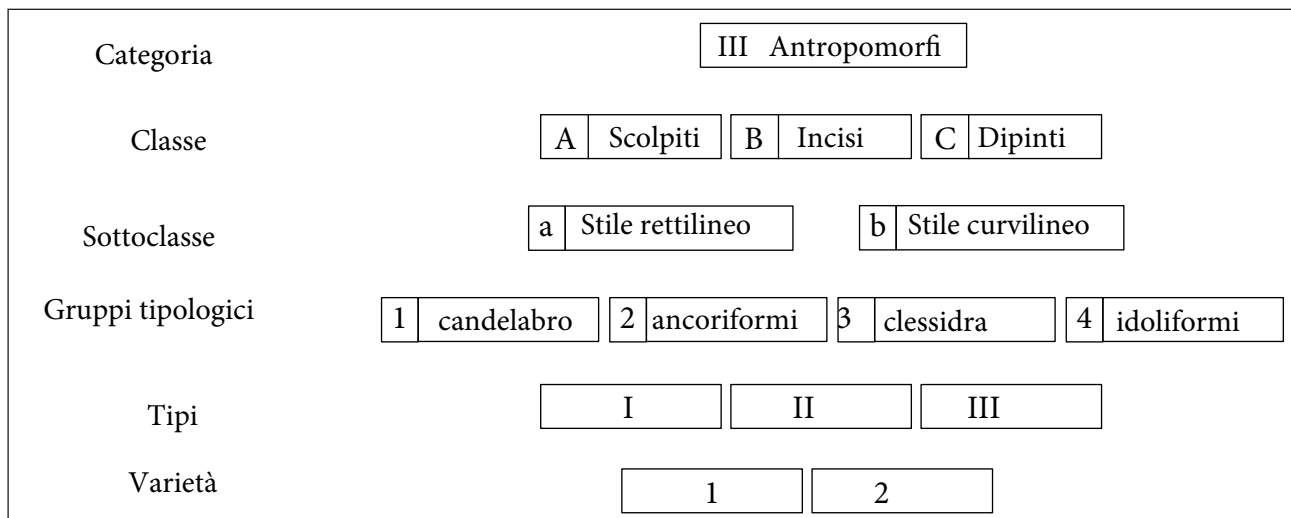 Categoria III Antropomorfi
Classe A Scolpiti B Incisi C Dipinti
Sottoclasse a Stile rettilineo b Stile curvilineo
Gruppi tipologici 1 candelabro 2 ancoriformi 3 clessidra 4 idoliformi
Tipi I II III
Varietà 1 2